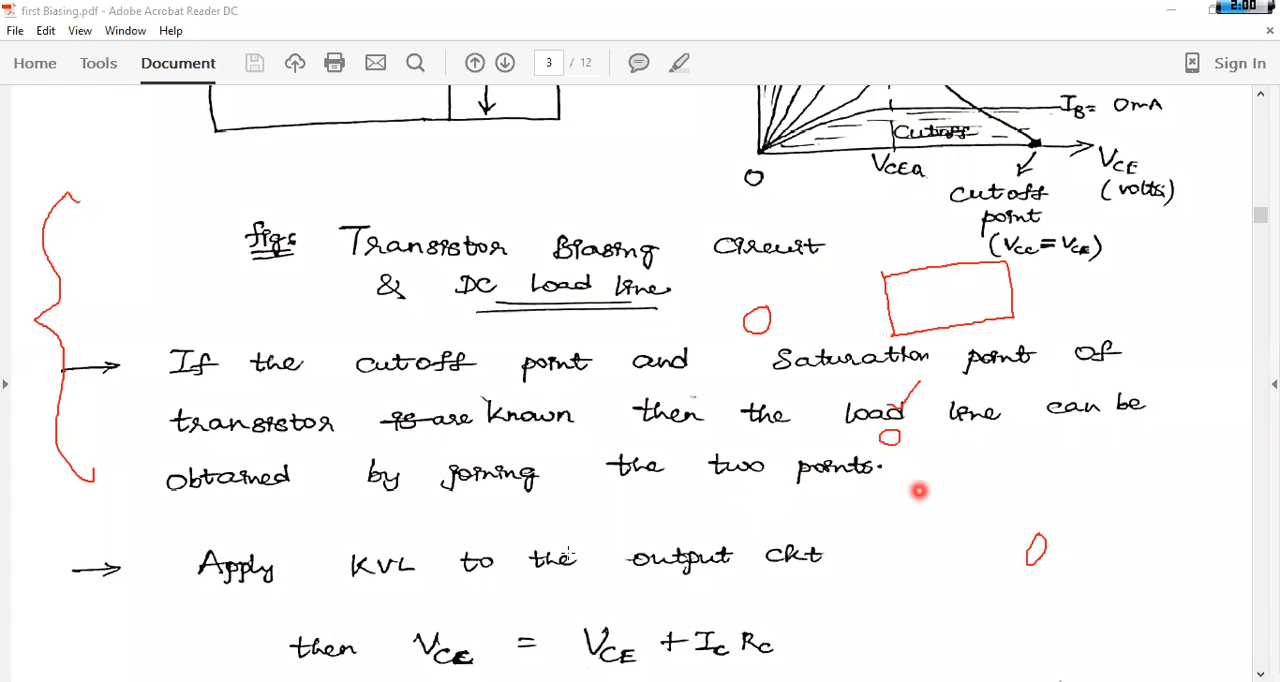 first Biasing.pdf - Adobe Acrobat Reader DC
2:00
File Edit View Window Help
Home Tools Document 3 / 12 Sign In
IB= 0mA
Cutoff
VCEQ
VCE
(volts)
0
Cutoff
point
(VCC=VCE)
fig: Transistor Biasing Circuit
& DC Load line
→ If the cutoff point and Saturation point of
transistor is are known then the load line can be
obtained by joining the two points.
→ Apply KVL to the output ckt
then VCE = VCE + IC RC